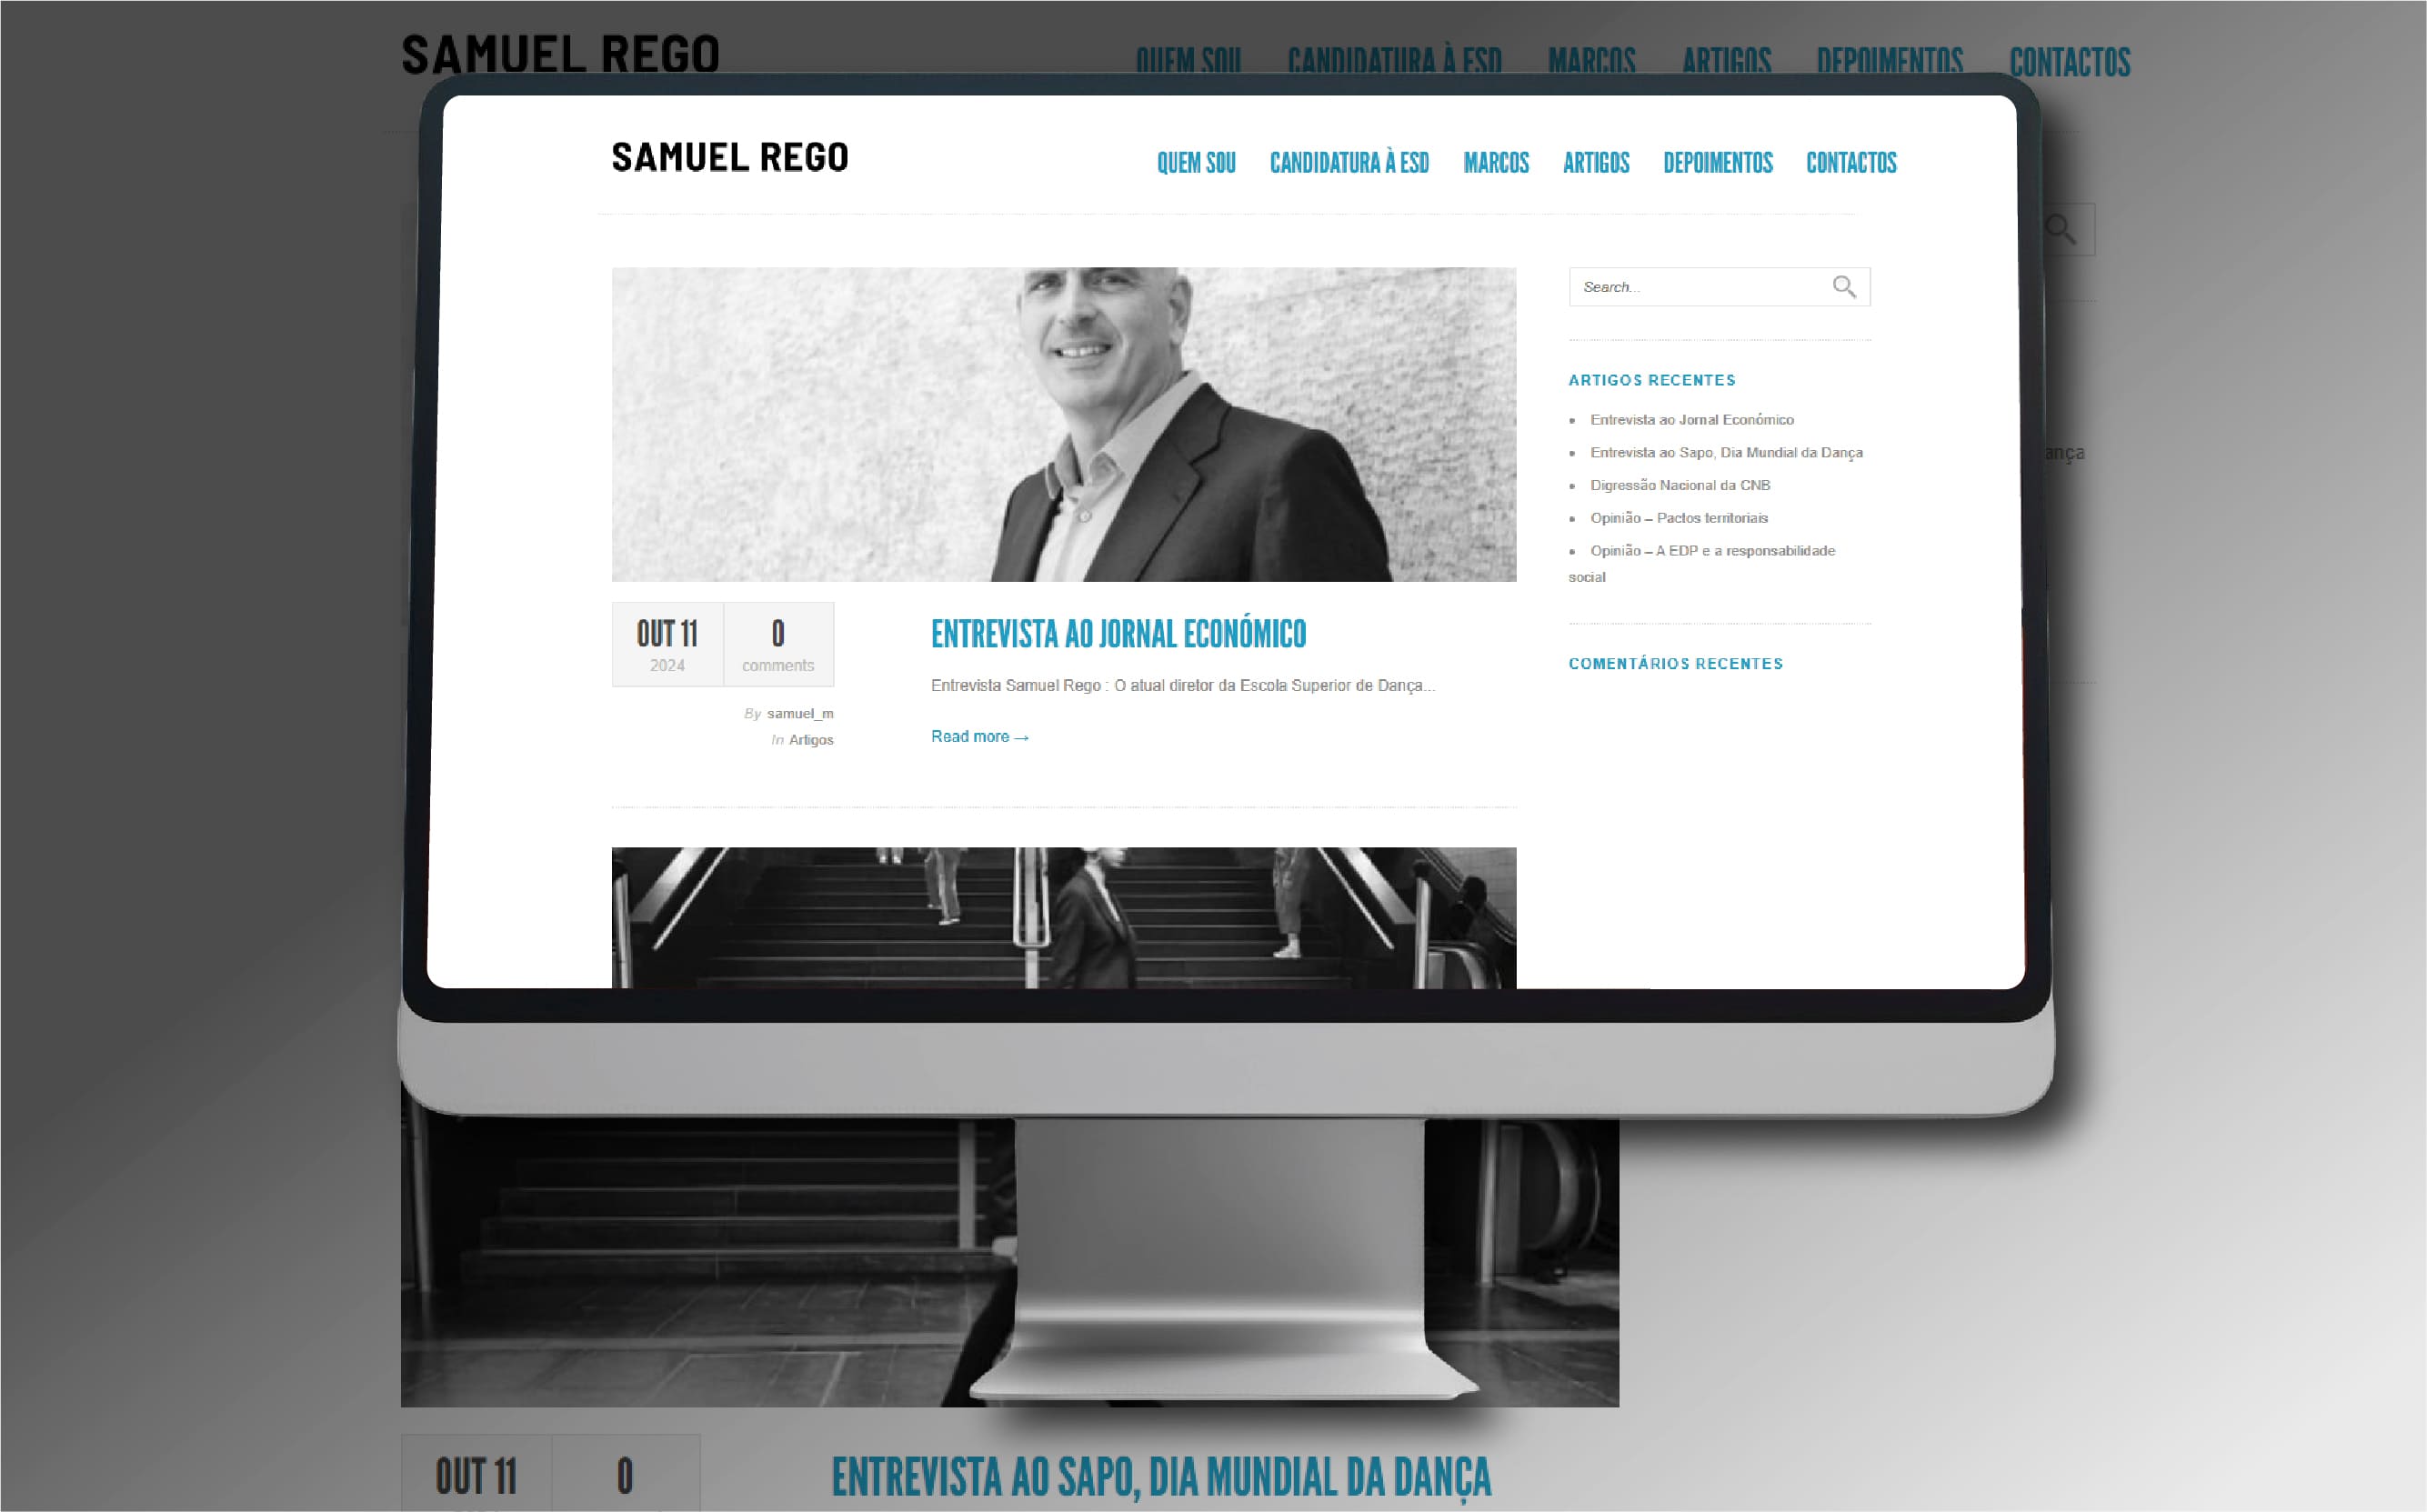 SAMUEL REGO
QUEM SOU CANDIDATURA À ESD MARCOS ARTIGOS DEPOIMENTOS CONTACTOS
SAMUEL REGO
QUEM SOU CANDIDATURA À ESD MARCOS ARTIGOS DEPOIMENTOS CONTACTOS
Search...
ARTIGOS RECENTES
• Entrevista ao Jornal Económico
• Entrevista ao Sapo, Dia Mundial da Dança
• Digressão Nacional da CNB
• Opinião – Pactos territoriais
• Opinião – A EDP e a responsabilidade
social
COMENTÁRIOS RECENTES
OUT 11
2024
0
comments
By samuel_m
In Artigos
ENTREVISTA AO JORNAL ECONÓMICO
Entrevista Samuel Rego : O atual diretor da Escola Superior de Dança...
Read more →
ança
OUT 11
0
ENTREVISTA AO SAPO, DIA MUNDIAL DA DANÇA